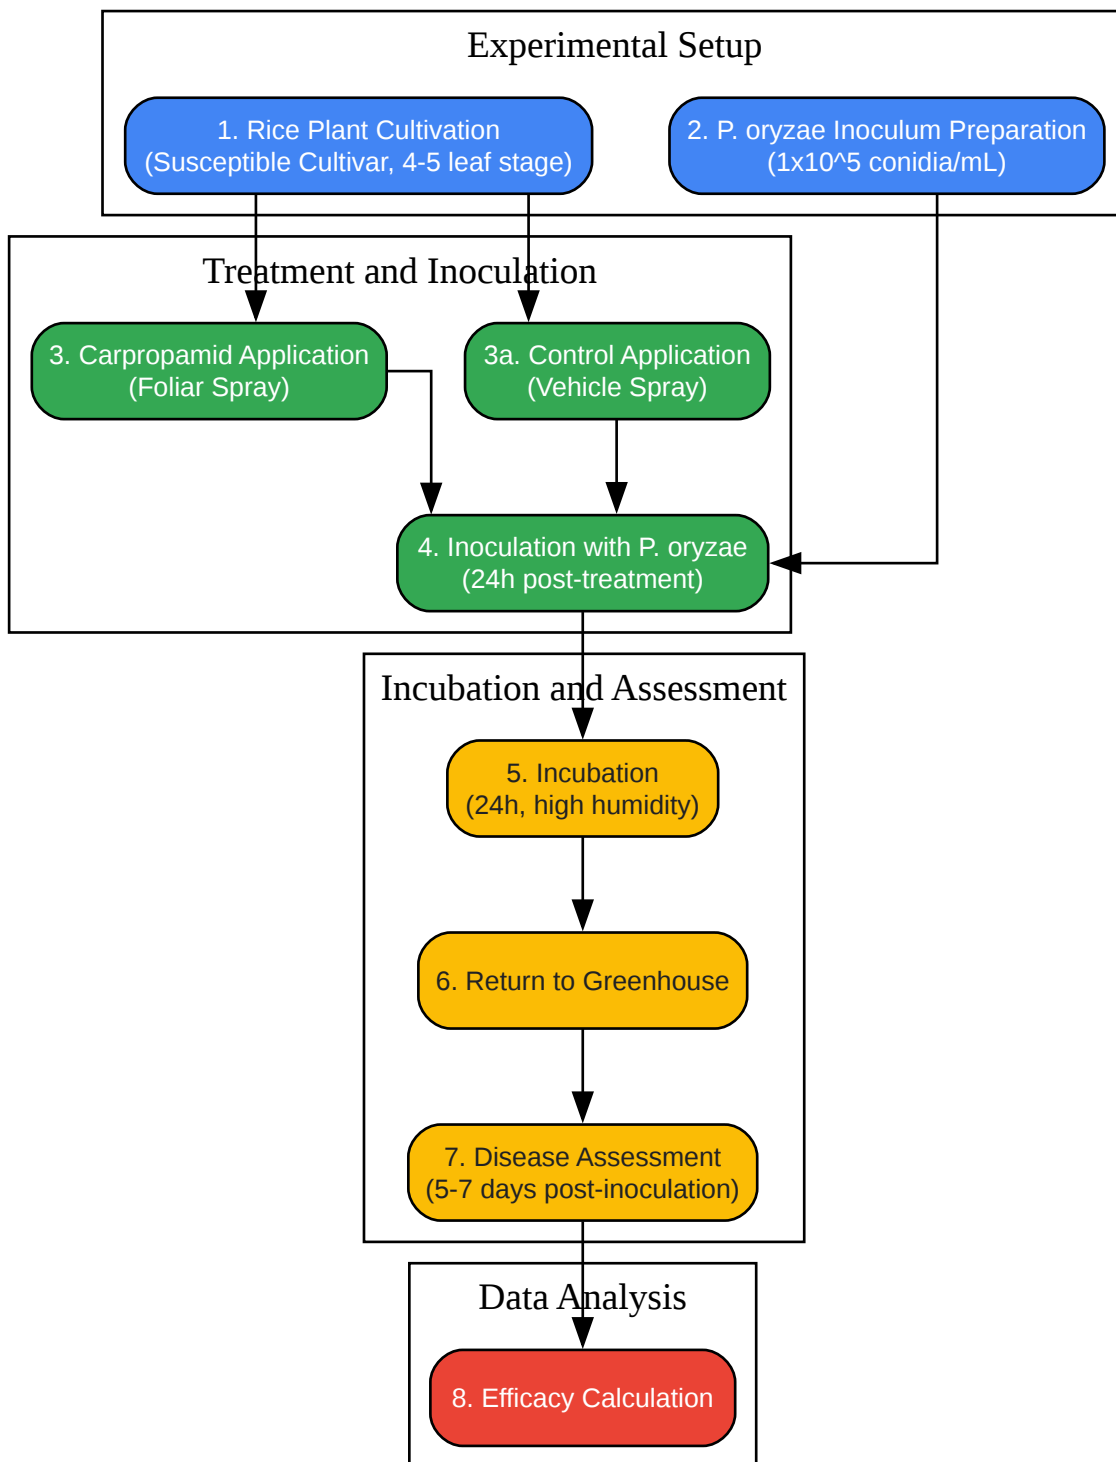 Experimental Setup
1. Rice Plant Cultivation
(Susceptible Cultivar, 4-5 leaf stage)
2. P. oryzae Inoculum Preparation
(1x10^5 conidia/mL)
Treatment and Inoculation
3. Carpropamid Application
(Foliar Spray)
3a. Control Application
(Vehicle Spray)
4. Inoculation with P. oryzae
(24h post-treatment)
Incubation and Assessment
5. Incubation
(24h, high humidity)
6. Return to Greenhouse
7. Disease Assessment
(5-7 days post-inoculation)
Data Analysis
8. Efficacy Calculation